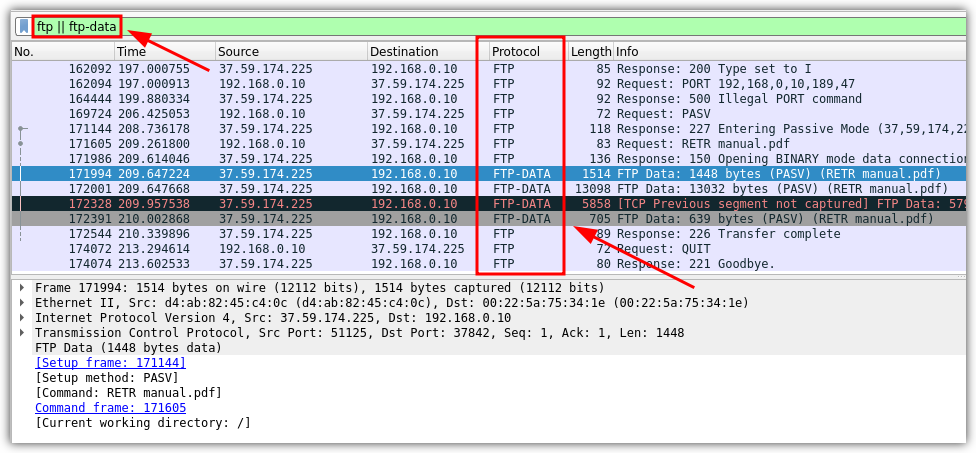 ftp || ftp-data
No. Time Source Destination Protocol Length Info
162092 197.000755 37.59.174.225 192.168.0.10 FTP 85 Response: 200 Type set to I
162094 197.000913 192.168.0.10 37.59.174.225 FTP 92 Request: PORT 192,168,0,10,189,47
164444 199.880334 37.59.174.225 192.168.0.10 FTP 92 Response: 500 Illegal PORT command
169724 206.425053 192.168.0.10 37.59.174.225 FTP 72 Request: PASV
171144 208.736178 37.59.174.225 192.168.0.10 FTP 118 Response: 227 Entering Passive Mode (37,59,174,22
171605 209.261800 192.168.0.10 37.59.174.225 FTP 83 Request: RETR manual.pdf
171986 209.614046 37.59.174.225 192.168.0.10 FTP 136 Response: 150 Opening BINARY mode data connection
171994 209.647224 37.59.174.225 192.168.0.10 FTP-DATA 1514 FTP Data: 1448 bytes (PASV) (RETR manual.pdf)
172001 209.647668 37.59.174.225 192.168.0.10 FTP-DATA 13098 FTP Data: 13032 bytes (PASV) (RETR manual.pdf)
172328 209.957538 37.59.174.225 192.168.0.10 FTP-DATA 5858 [TCP Previous segment not captured] FTP Data: 579
172391 210.002868 37.59.174.225 192.168.0.10 FTP-DATA 705 FTP Data: 639 bytes (PASV) (RETR manual.pdf)
172544 210.339896 37.59.174.225 192.168.0.10 FTP 89 Response: 226 Transfer complete
174072 213.294614 192.168.0.10 37.59.174.225 FTP 72 Request: QUIT
174074 213.602533 37.59.174.225 192.168.0.10 FTP 80 Response: 221 Goodbye.
Frame 171994: 1514 bytes on wire (12112 bits), 1514 bytes captured (12112 bits)
Ethernet II, Src: d4:ab:82:45:c4:0c (d4:ab:82:45:c4:0c), Dst: 00:22:5a:75:34:1e (00:22:5a:75:34:1e)
Internet Protocol Version 4, Src: 37.59.174.225, Dst: 192.168.0.10
Transmission Control Protocol, Src Port: 51125, Dst Port: 37842, Seq: 1, Ack: 1, Len: 1448
FTP Data (1448 bytes data)
[Setup frame: 171144]
[Setup method: PASV]
[Command: RETR manual.pdf]
Command frame: 171605
[Current working directory: /]